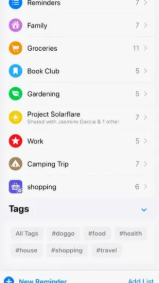 Reminders 7
Family 7
Groceries 11
Book Club 5
Gardening 5
Project Solarflare 7
Shared with Jasmine Garcia & 1 other
Work 5
Camping Trip 7
shopping 6
Tags
All Tags #doggo #food #health
#house #shopping #travel
New Reminder Add List